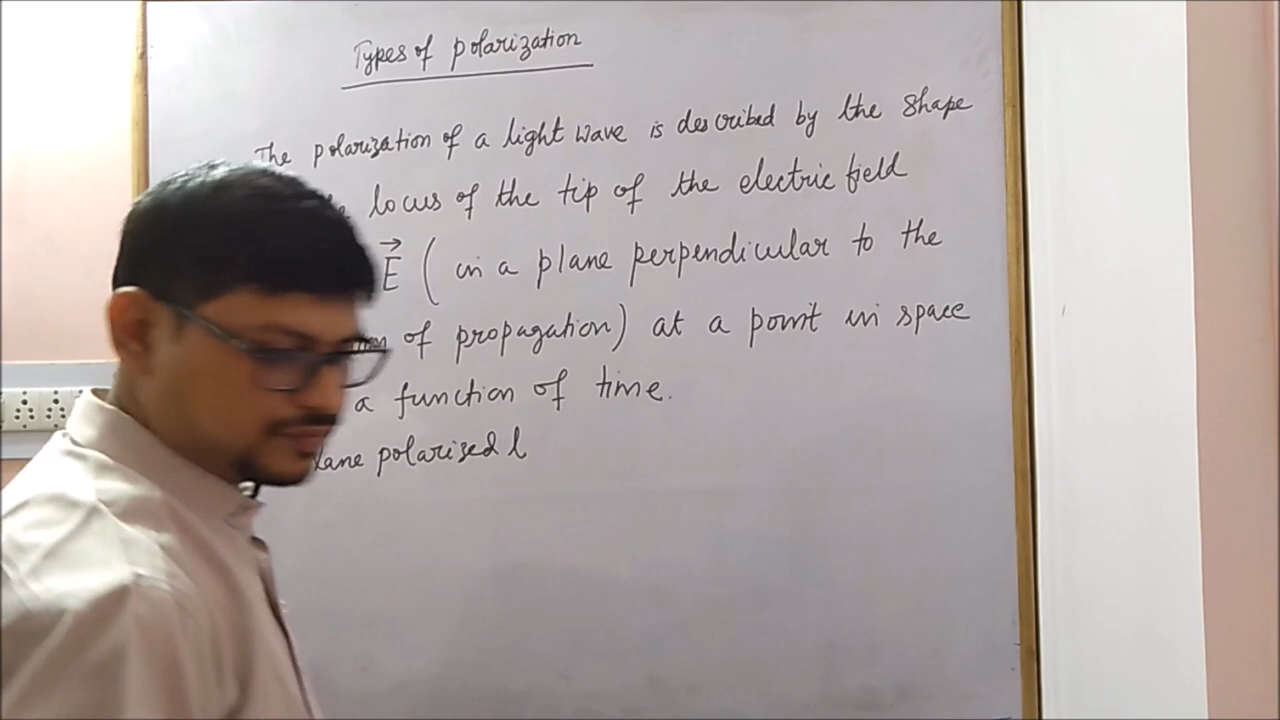 Types of polarization
The polarization of a light wave is described by the shape
locus of the tip of the electric field
E⃗ ( in a plane perpendicular to the
of propagation) at a point in space
a function of time.
polarized l